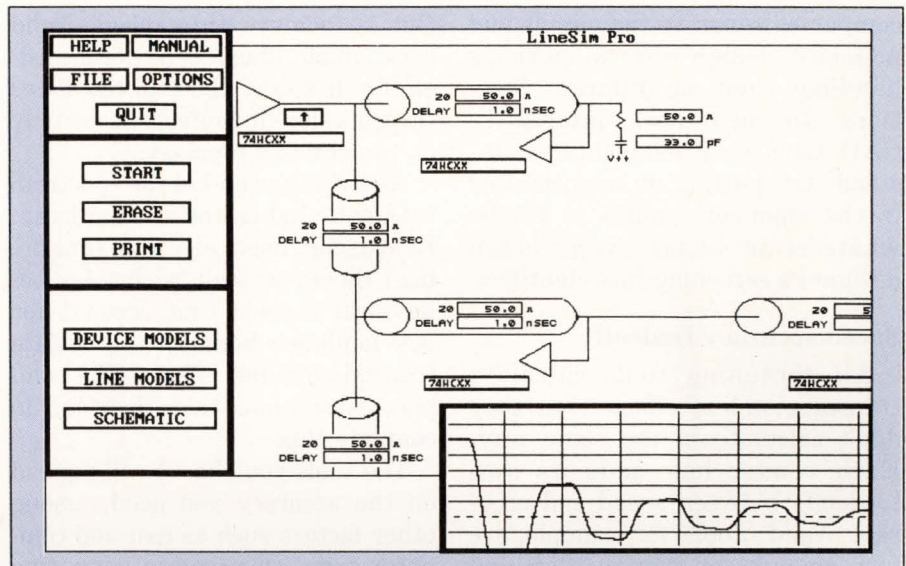 LineSim Pro
HELP MANUAL
FILE OPTIONS
QUIT
START
ERASE
PRINT
DEVICE MODELS
LINE MODELS
SCHEMATIC
74HCXX
Z0 50.0 Ω
DELAY 1.0 nSEC
74HCXX
50.0 Ω
33.0 pF
V++
Z0 50.0 Ω
DELAY 1.0 nSEC
Z0 50.0 Ω
DELAY 1.0 nSEC
74HCXX
Z0 5
DELAY
74HCXX
Z0 50.0 Ω
DELAY 1.0 nSEC